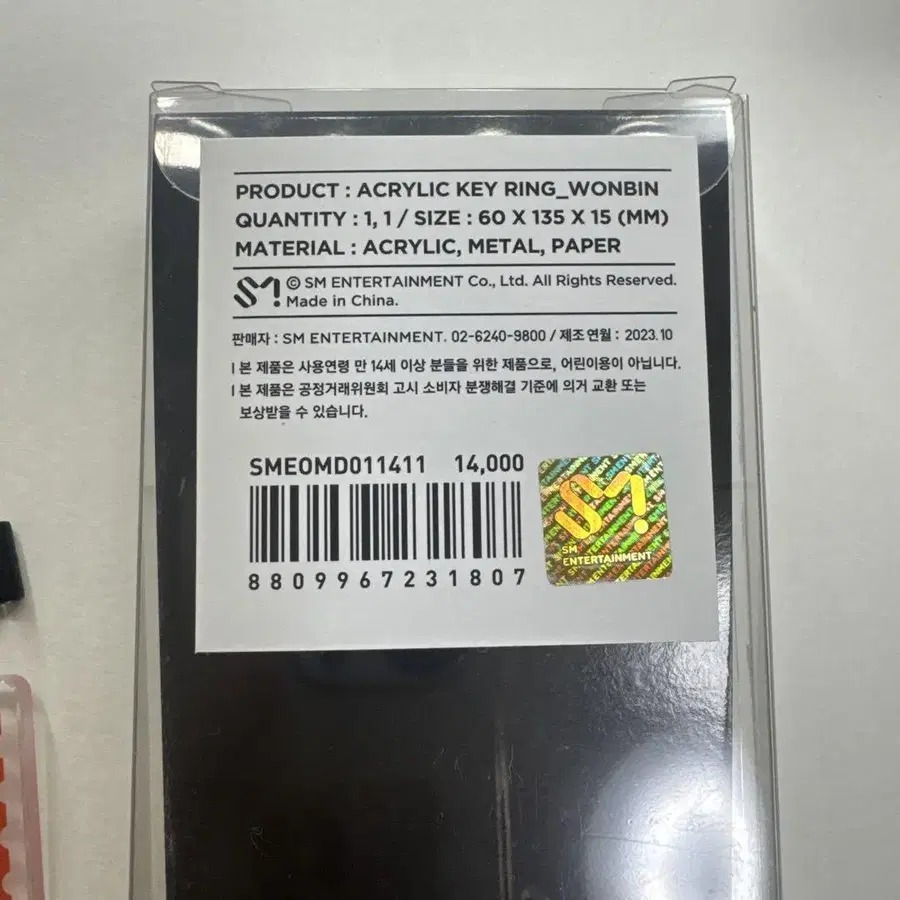 PRODUCT : ACRYLIC KEY RING_WONBIN
QUANTITY : 1, 1 / SIZE : 60 X 135 X 15 (MM)
MATERIAL : ACRYLIC, METAL, PAPER
SM! © SM ENTERTAINMENT Co., Ltd. All Rights Reserved.
Made in China.
판매자 : SM ENTERTAINMENT. 02-6240-9800 / 제조연월 : 2023.10
| 본 제품은 사용연령 만 14세 이상 분들을 위한 제품으로, 어린이용이 아닙니다.
| 본 제품은 공정거래위원회 고시 소비자 분쟁해결 기준에 의거 교환 또는
보상받을 수 있습니다.
SMEOMD011411 14,000
8809967231807
SM!
SM
ENTERTAINMENT